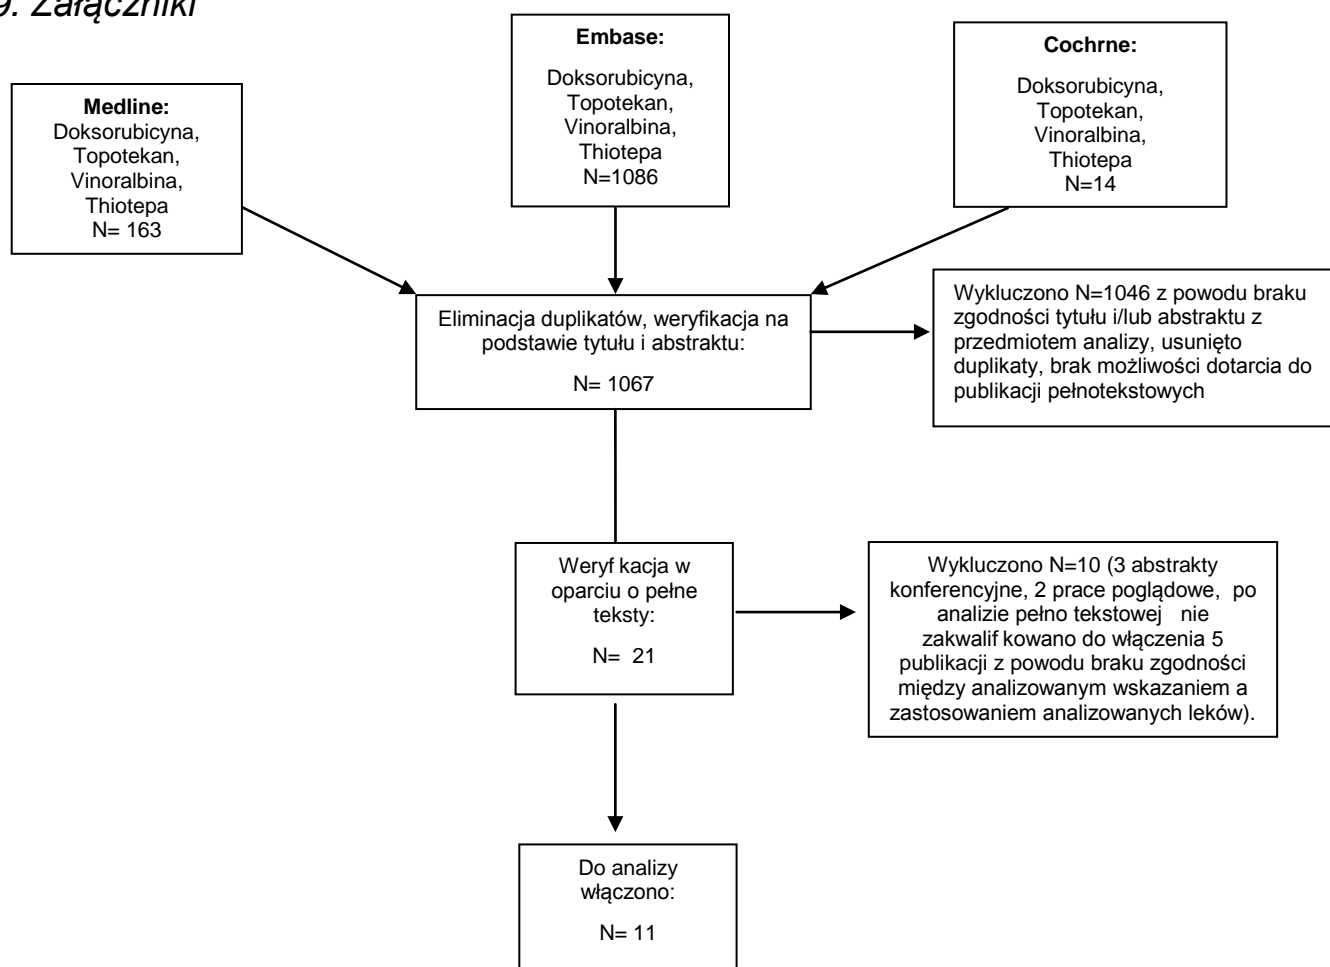 9. Załączniki
Medline:
Doksorubicyna,
Topotekan,
Vinoralbina,
Thiotepa
N= 163
Embase:
Doksorubicyna,
Topotekan,
Vinoralbina,
Thiotepa
N=1086
Cochrne:
Doksorubicyna,
Topotekan,
Vinoralbina,
Thiotepa
N=14
Eliminacja duplikatów, weryfikacja na
podstawie tytułu i abstraktu:
N= 1067
Wykluczono N=1046 z powodu braku
zgodności tytułu i/lub abstraktu z
przedmiotem analizy, usunięto
duplikaty, brak możliwości dotarcia do
publikacji pełnotekstowych
Weryf kacja w
oparciu o pełne
teksty:
N= 21
Wykluczono N=10 (3 abstrakty
konferencyjne, 2 prace poglądowe, po
analizie pełno tekstowej nie
zakwalif kowano do włączenia 5
publikacji z powodu braku zgodności
między analizowanym wskazaniem a
zastosowaniem analizowanych leków).
Do analizy
włączono:
N= 11